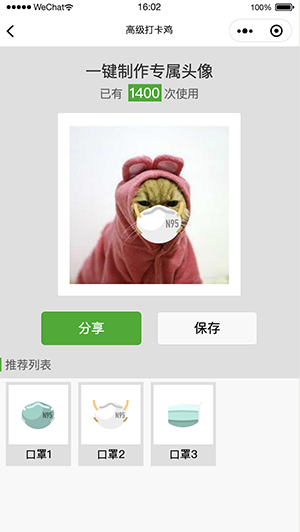 WeChat
16:02
100%
高级打卡鸡
一键制作专属头像
已有 1400 次使用
N95
分享
保存
推荐列表
N95
N95
口罩1
口罩2
口罩3